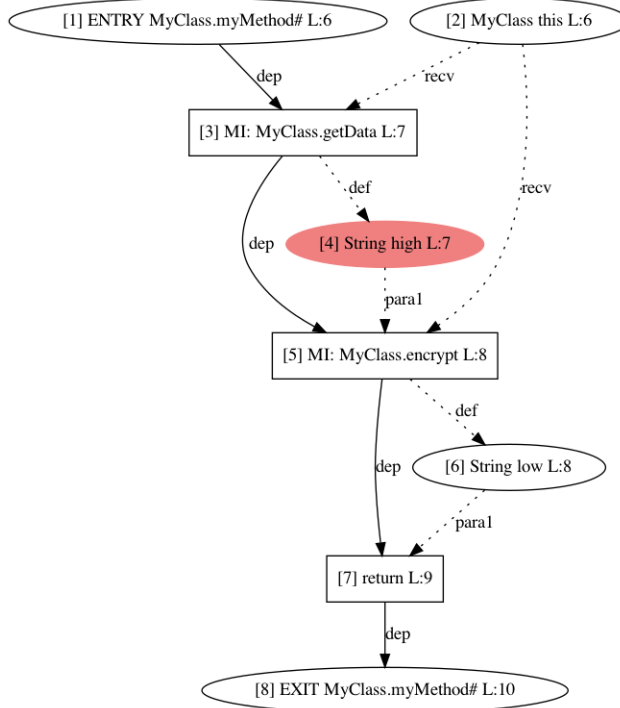 [1] ENTRY MyClass.myMethod# L:6
[2] MyClass this L:6
dep
recv
[3] MI: MyClass.getData L:7
def
recv
dep
[4] String high L:7
para1
[5] MI: MyClass.encrypt L:8
def
dep
[6] String low L:8
para1
[7] return L:9
dep
[8] EXIT MyClass.myMethod# L:10